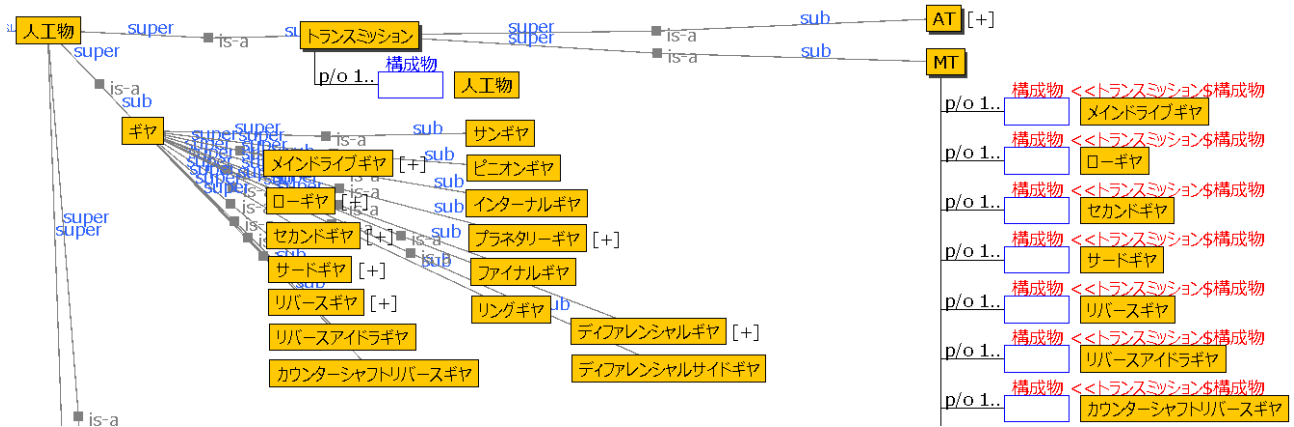 人工物
super
is-a
トランスミッション
super
super
is-a
is-a
sub
sub
AT [+]
MT
super
is-a
sub
構成物
p/o 1..
人工物
ギヤ
super
super
is-a
sub
サンギヤ
メインドライブギヤ [+]
sub
ピニオンギヤ
ローギヤ [+]
sub
インターナルギヤ
セカンドギヤ [+]
sub
プラネタリーギヤ [+]
サードギヤ [+]
is-a
is-a
sub
ファイナルギヤ
リバースギヤ [+]
リングギヤ
ub
リバースアイドラギヤ
ディファレンシャルギヤ [+]
カウンターシャフトリバースギヤ
ディファレンシャルサイドギヤ
super
super
is-a
構成物 <<トランスミッション$構成物
p/o 1..
メインドライブギヤ
構成物 <<トランスミッション$構成物
p/o 1..
ローギヤ
構成物 <<トランスミッション$構成物
p/o 1..
セカンドギヤ
構成物 <<トランスミッション$構成物
p/o 1..
サードギヤ
構成物 <<トランスミッション$構成物
p/o 1..
リバースギヤ
構成物 <<トランスミッション$構成物
p/o 1..
リバースアイドラギヤ
構成物 <<トランスミッション$構成物
p/o 1..
カウンターシャフトリバースギヤ